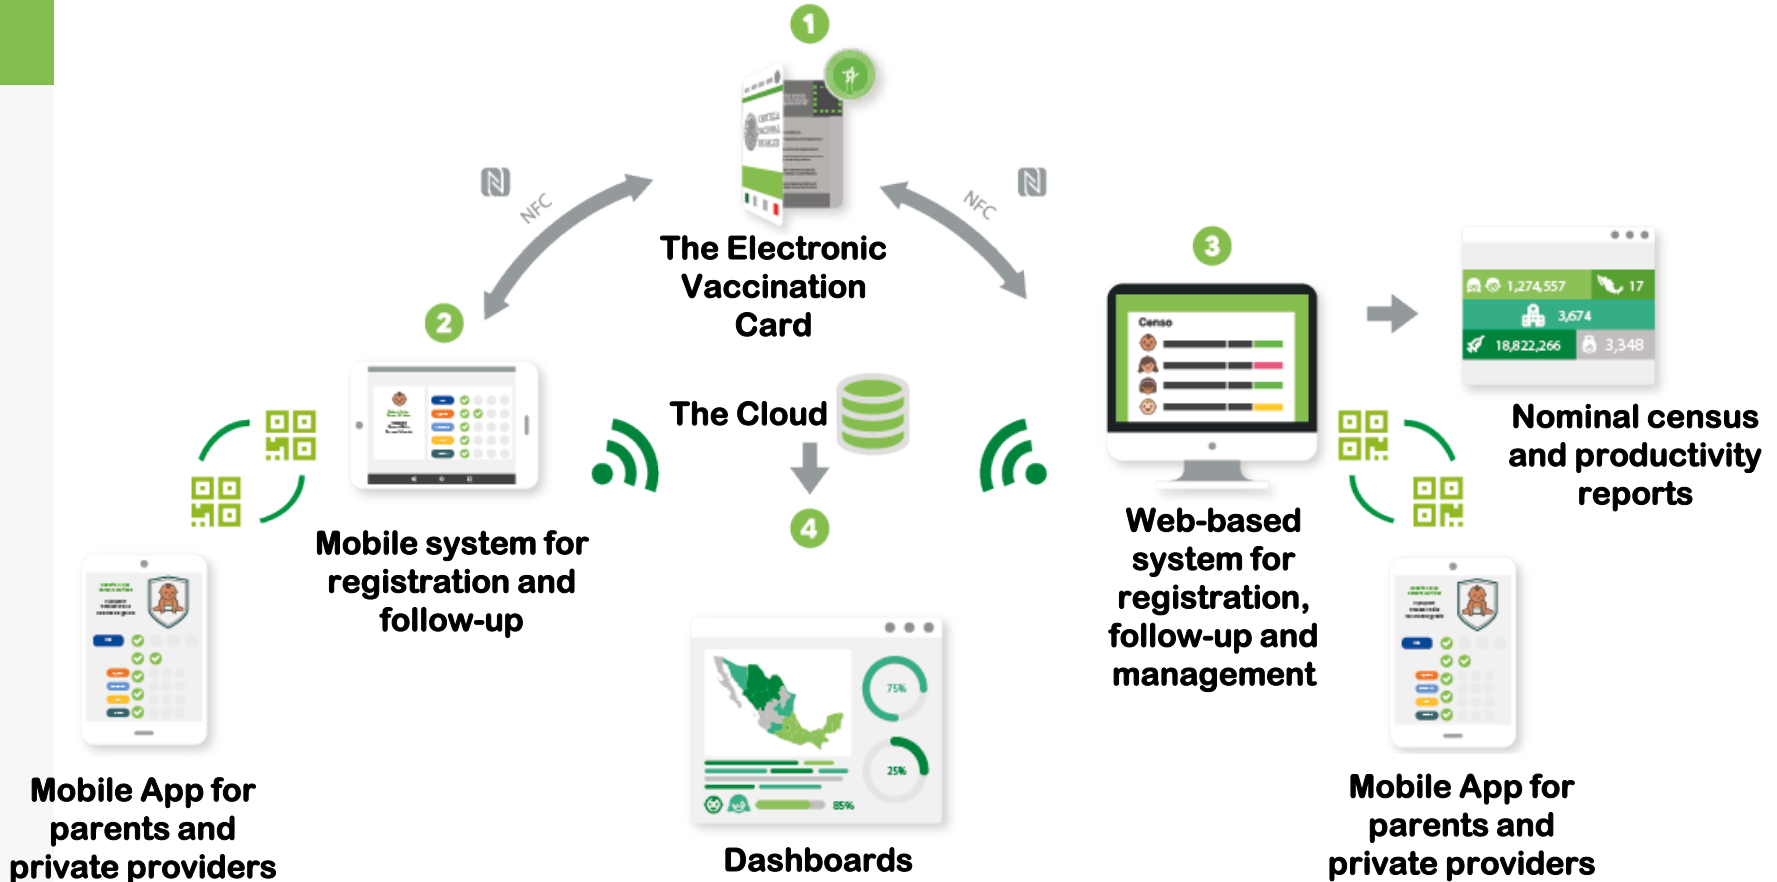 1
The Electronic
Vaccination
Card
NFC
NFC
2
Mobile system for
registration and
follow-up
3
Censo
Web-based
system for
registration,
follow-up and
management
1,274,557
17
3,674
18,822,266
3,348
Nominal census
and productivity
reports
The Cloud
4
75%
25%
85%
Dashboards
Mobile App for
parents and
private providers
Mobile App for
parents and
private providers